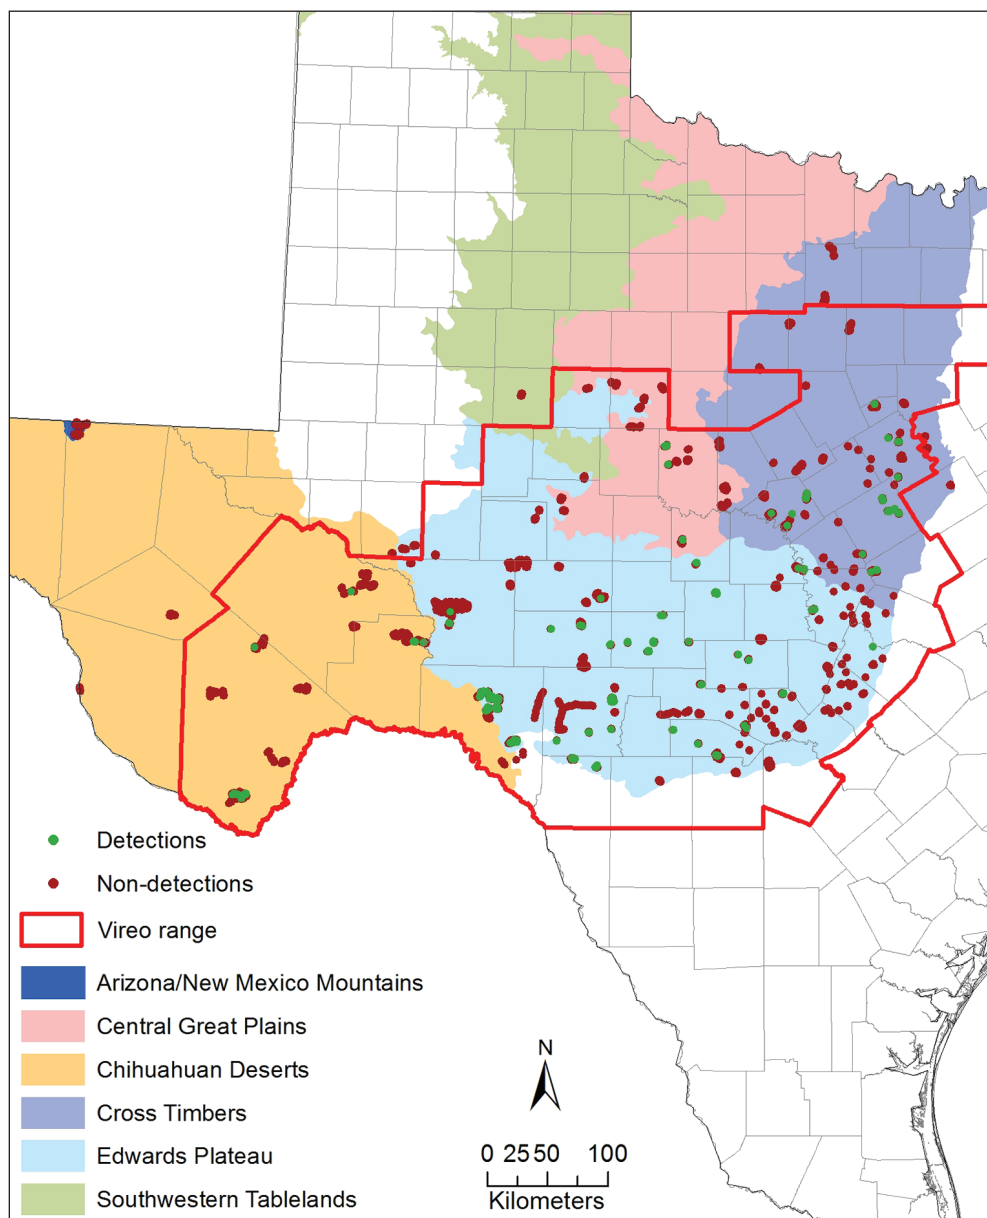 Detections
Non-detections
Vireo range
Arizona/New Mexico Mountains
Central Great Plains
Chihuahuan Deserts
Cross Timbers
Edwards Plateau
Southwestern Tablelands
N
0 25 50 100
Kilometers